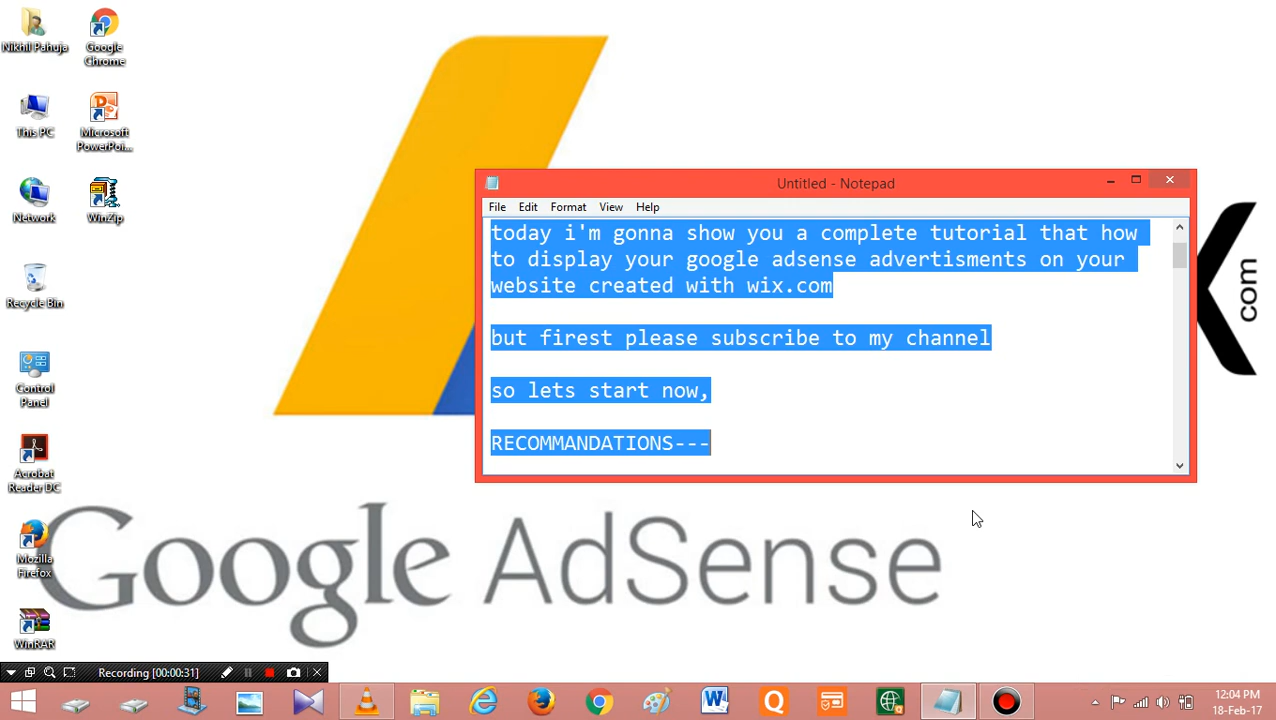 Nikhil Pahuja
Google
Chrome
This PC
Microsoft
PowerPoi...
Network
WinZip
Recycle Bin
Control
Panel
Acrobat
Reader DC
Mozilla
Firefox
WinRAR
Untitled - Notepad
File Edit Format View Help
today i'm gonna show you a complete tutorial that how
to display your google adsense advertisments on your
website created with wix.com
but firest please subscribe to my channel
so lets start now,
RECOMMANDATIONS---
X
com
Google AdSense
Recording [00:00:31]
12:04 PM
18-Feb-17